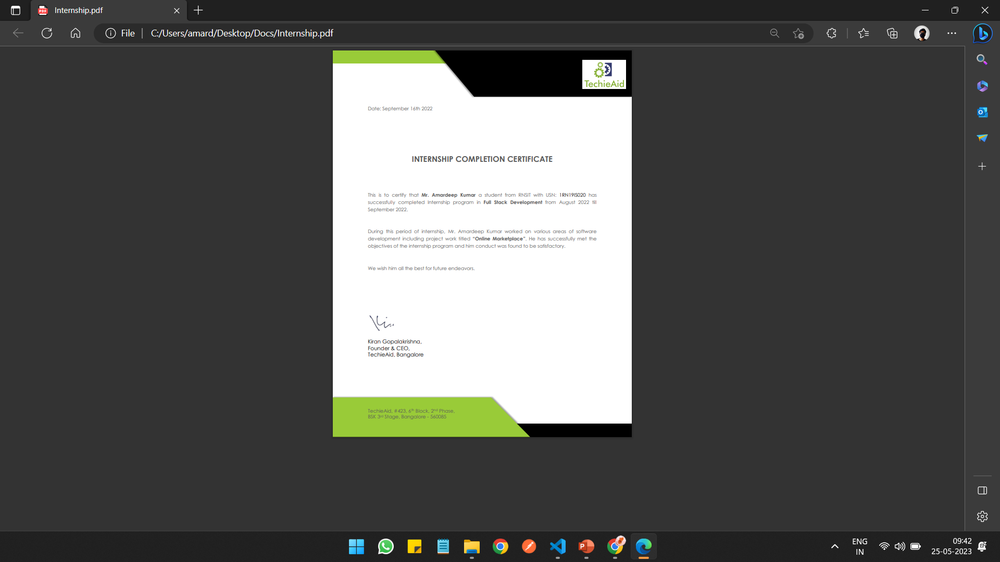 Internship.pdf
File
C:/Users/amard/Desktop/Docs/Internship.pdf
TechieAid
Date: September 16th 2022
INTERNSHIP COMPLETION CERTIFICATE
This is to certify that Mr. Amardeep Kumar a student from RNSIT with USN: 1RN19IS020 has
successfully completed Internship program in Full Stack Development from August 2022 till
September 2022.
During this period of internship, Mr. Amardeep Kumar worked on various areas of software
development including project work titled “Online Marketplace”. He has successfully met the
objectives of the internship program and him conduct was found to be satisfactory.
We wish him all the best for future endeavors.
Kiran Gopalakrishna,
Founder & CEO,
TechieAid, Bangalore
TechieAid, #423, 6th Block, 2nd Phase,
BSK 3rd Stage, Bangalore - 560085
ENG
IN
09:42
25-05-2023